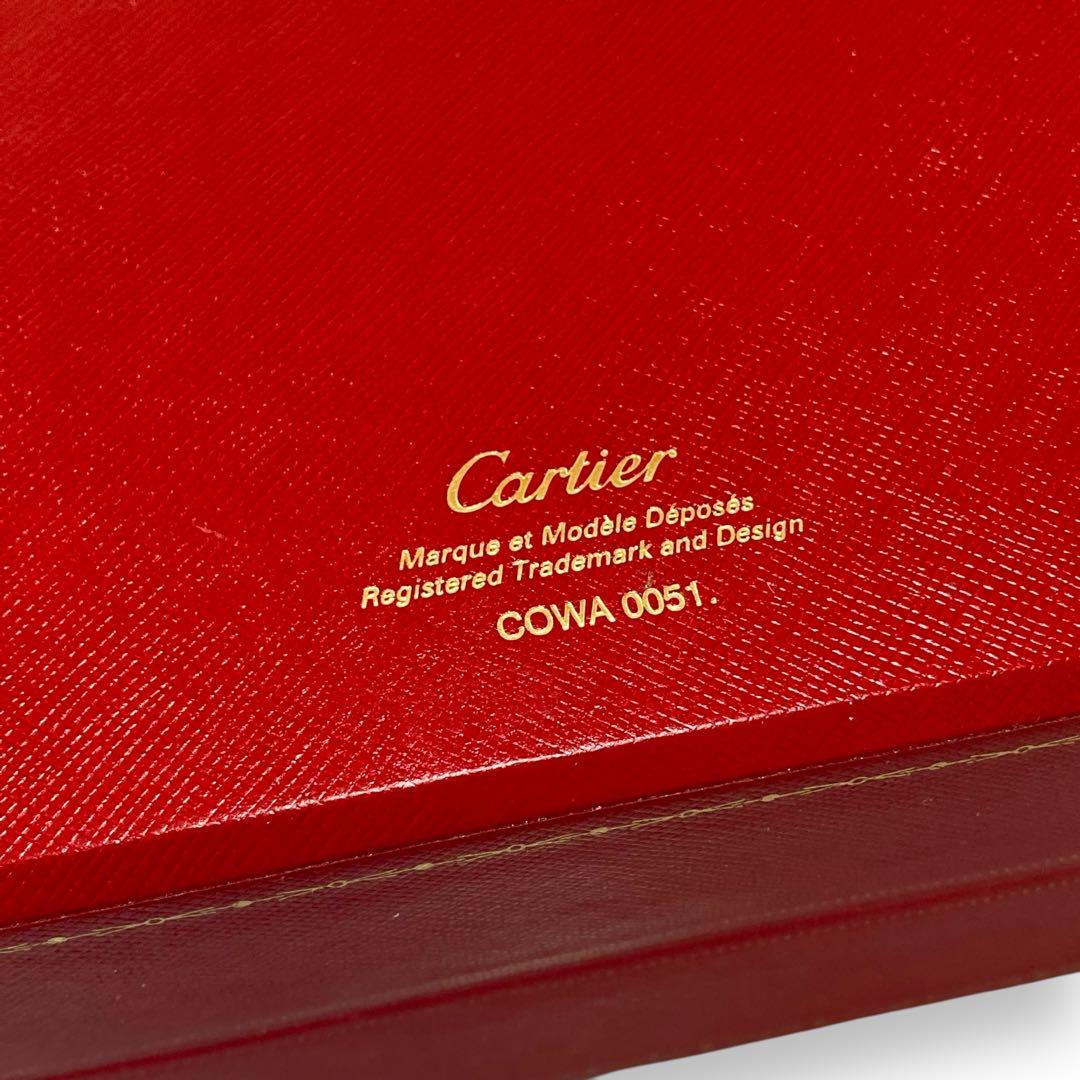 Cartier
Marque et Modèle Déposés
Registered Trademark and Design
COWA 0051.